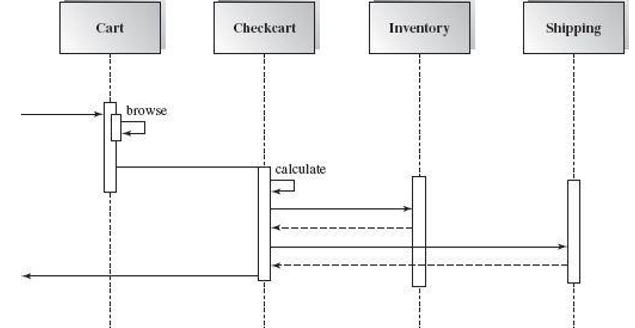 Cart
Checkcart
Inventory
Shipping
browse
calculate